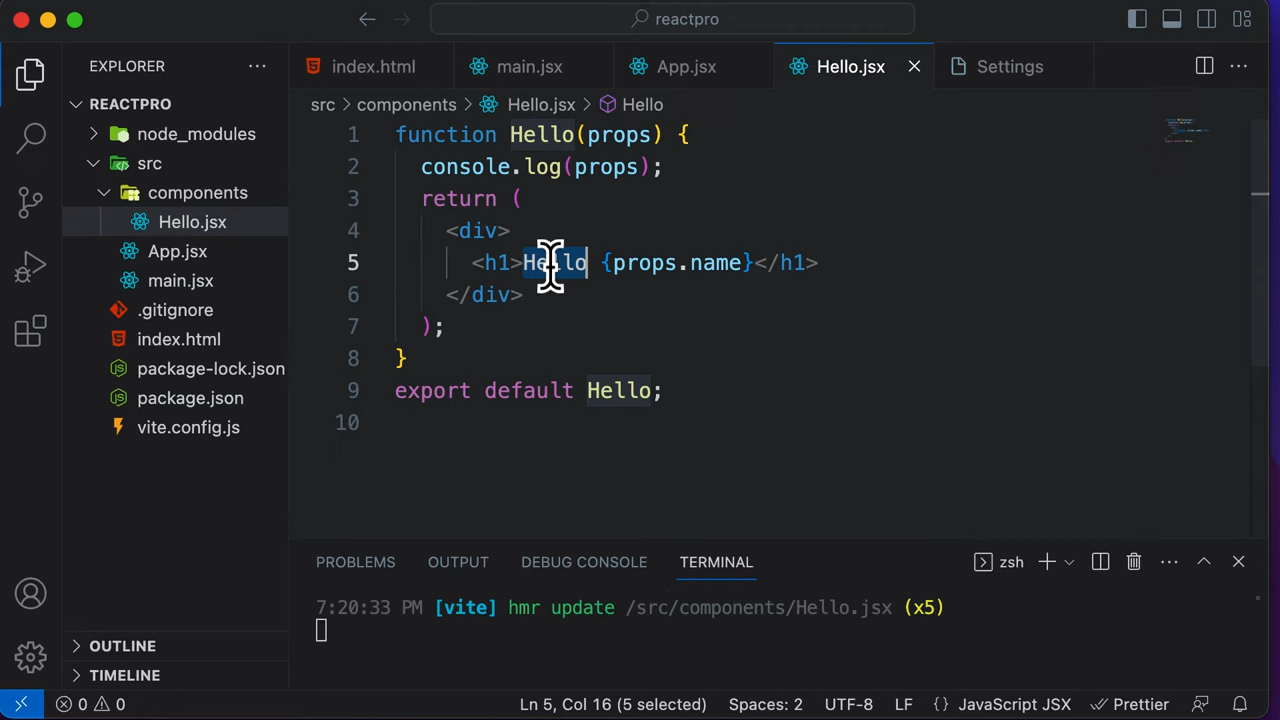 reactpro
EXPLORER
REACTPRO
node_modules
src
components
Hello.jsx
App.jsx
main.jsx
.gitignore
index.html
package-lock.json
package.json
vite.config.js
OUTLINE
TIMELINE
index.html main.jsx App.jsx Hello.jsx Settings
src > components > Hello.jsx > Hello
1 function Hello(props) {
2 console.log(props);
3 return (
4 <div>
5 <h1>Hello {props.name}</h1>
6 </div>
7 );
8 }
9 export default Hello;
10
PROBLEMS OUTPUT DEBUG CONSOLE TERMINAL zsh
7:20:33 PM [vite] hmr update /src/components/Hello.jsx (x5)
0 0 Ln 5, Col 16 (5 selected) Spaces: 2 UTF-8 LF {} JavaScript JSX Prettier